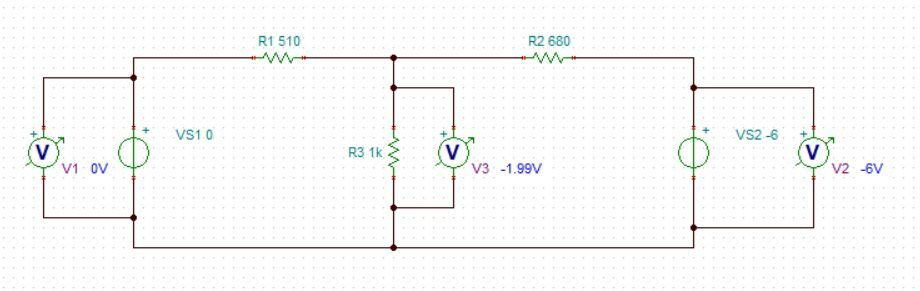 R1 510
R2 680
+
V
V1 0V
+
VS1 0
R3 1k
+
V
V3 -1.99V
+
VS2 -6
+
V
V2 -6V